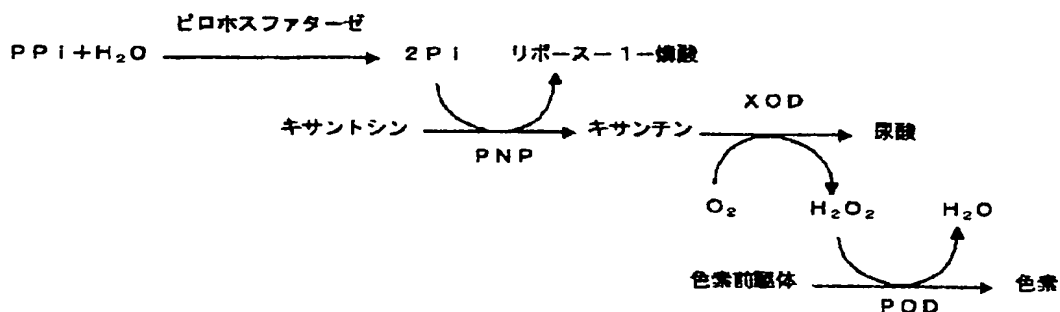 ピロホスファターゼ
PPi+H₂O 2Pi リボース－1－燐酸
XOD
キサントシン キサンテン 尿酸
PNP
O₂ H₂O₂ H₂O
色素前駆体 色素
POD